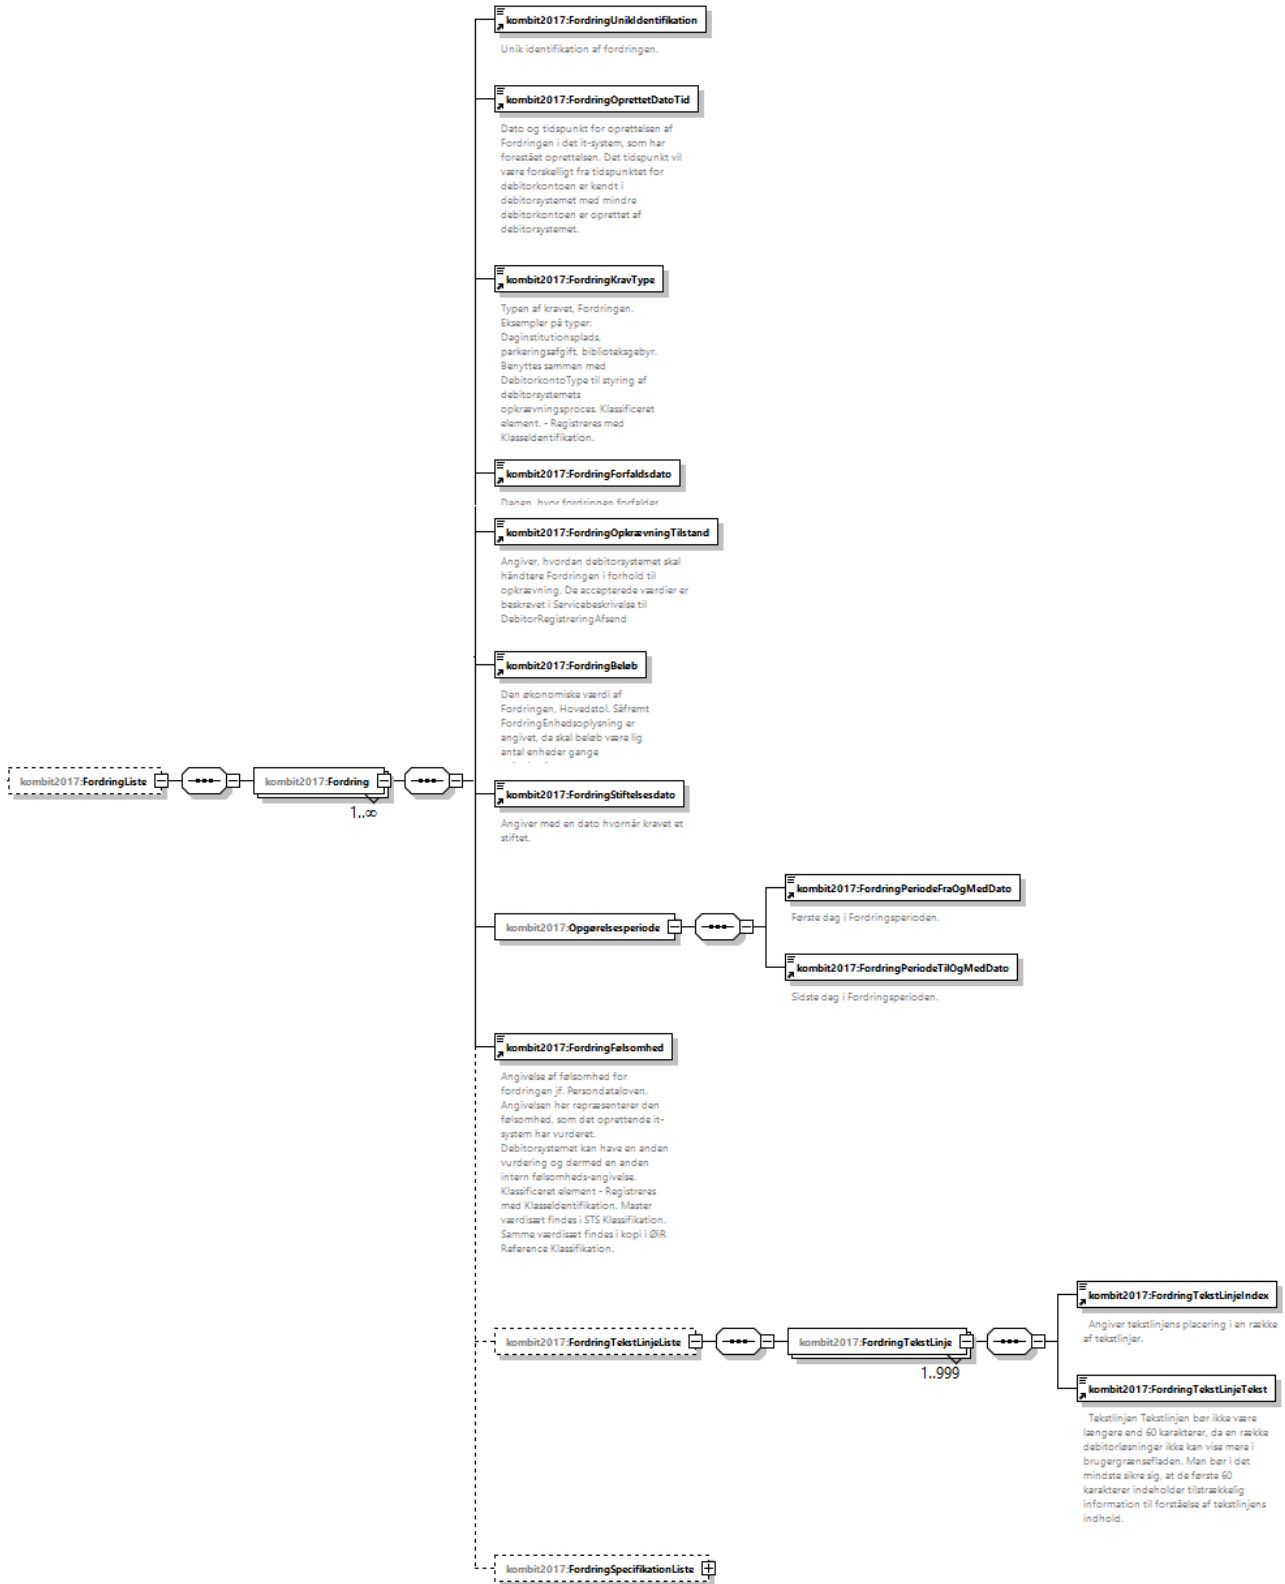 kombit2017:FordringUnikIdentifikation
Unik identifikation af fordringen.
kombit2017:FordringOprettetDatoTid
Dato og tidspunkt for oprettelsen af
Fordringen i det it-system, som har
forestået oprettelsen. Det tidspunkt vil
være forskelligt fra tidspunktet for
debitorkontoen er kendt i
debitorsystemet med mindre
debitorkontoen er oprettet af
debitorsystemet.
kombit2017:FordringKravType
Typen af kravet, Fordringen.
Eksempler på typer:
Daginstitutionsplads,
parkeringsafgift, biblioteksgebyr.
Benyttes sammen med
DebitorkontoType til styring af
debitorsystemets
opkrævningsproces. Klassificeret
element. - Registreres med
KlasseIdentifikation.
kombit2017:FordringForfaldsdato
Dagen, hvor fordringen forfalder
kombit2017:FordringOpkrævningTilstand
Angiver, hvordan debitorsystemet skal
håndtere Fordringen i forhold til
opkrævning. De accepterede værdier er
beskrevet i Servicebeskrivelse til
DebitorRegistreringAfsend
kombit2017:FordringBeløb
Den økonomiske værdi af
Fordringen, Hovedstol. Såfremt
FordringEnhedsoplysning er
angivet, da skal beløb være lig
antal enheder gange
kombit2017:FordringListe
kombit2017:Fordring
1..∞
kombit2017:FordringStiftelsesdato
Angiver med en dato hvornår kravet et
stiftet.
kombit2017:Opgørelsesperiode
kombit2017:FordringPeriodeFraOgMedDato
Første dag i Fordringsperioden.
kombit2017:FordringPeriodeTilOgMedDato
Sidste dag i Fordringsperioden.
kombit2017:FordringFølsomhed
Angivelse af følsomhed for
fordringen jf. Persondataloven.
Angivelsen her repræsenterer den
følsomhed, som det oprettende it-
system har vurderet.
Debitorsystemet kan have en anden
vurdering og dermed en anden
intern følsomheds-angivelse.
Klassificeret element - Registreres
med KlasseIdentifikation. Master
værdisæt findes i STS Klassifikation.
Samme værdisæt findes i kopi i ØiR
Reference Klassifikation.
kombit2017:FordringTekstLinjeListe
kombit2017:FordringTekstLinje
1..999
kombit2017:FordringTekstLinjeIndex
Angiver tekstlinjens placering i en række
af tekstlinjer.
kombit2017:FordringTekstLinjeTekst
Tekstlinjen Tekstlinjen bør ikke være
længere end 60 karakterer, da en række
debitorløsninger ikke kan vise mere i
brugergrænsefladen. Man bør i det
mindste sikre sig, at de første 60
karakterer indeholder tilstrækkelig
information til forståelse af tekstlinjens
indhold.
kombit2017:FordringSpecifikationListe